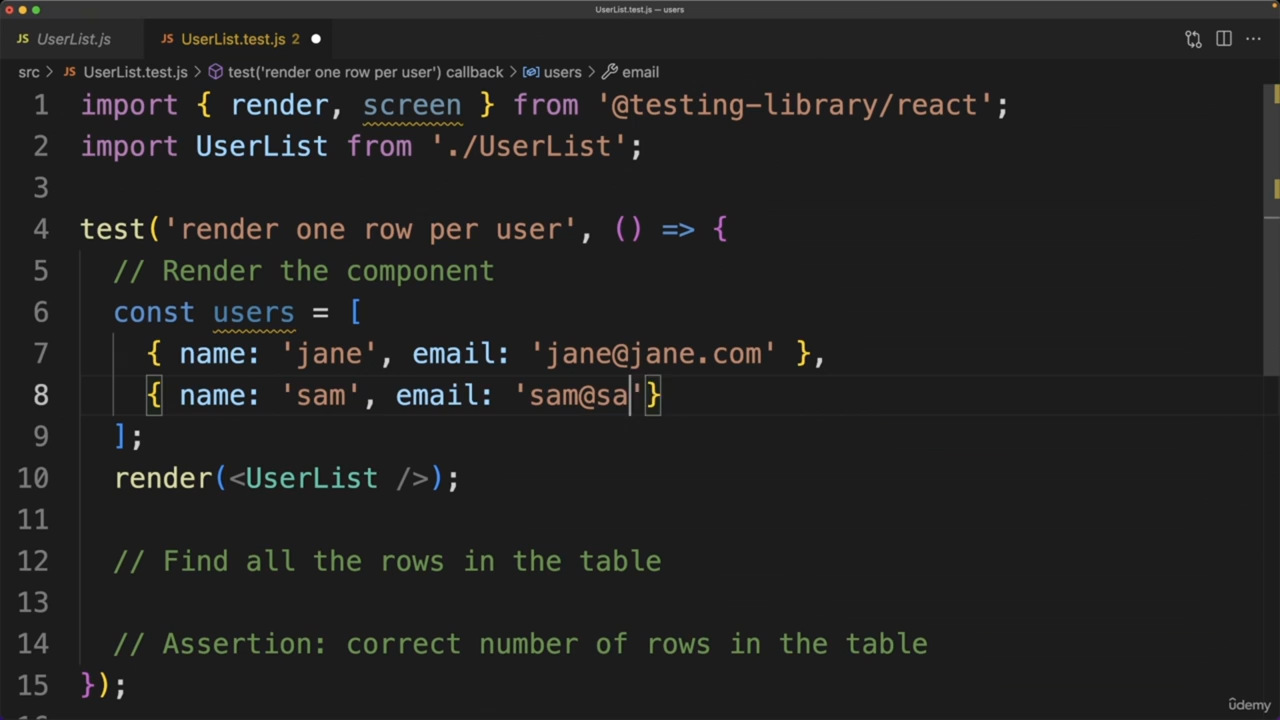 UserList.test.js — users
JS UserList.js JS UserList.test.js 2
src > JS UserList.test.js > test('render one row per user') callback > users > email
1 import { render, screen } from '@testing-library/react';
2 import UserList from './UserList';
3
4 test('render one row per user', () => {
5 // Render the component
6 const users = [
7 { name: 'jane', email: 'jane@jane.com' },
8 { name: 'sam', email: 'sam@sa'}
9 ];
10 render(<UserList />);
11
12 // Find all the rows in the table
13
14 // Assertion: correct number of rows in the table
15 });
ûdemy